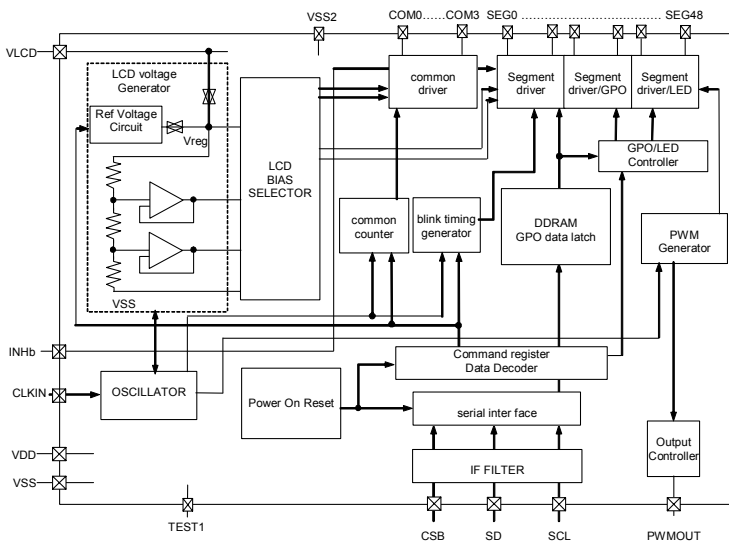 VSS2
COM0......COM3
SEG0 .......................... SEG48
VLCD
LCD voltage
Generator
Ref Voltage
Circuit
Vreg
VSS
LCD
BIAS
SELECTOR
common
driver
Segment
driver
Segment
driver/GPO
Segment
driver/LED
GPO/LED
Controller
common
counter
blink timing
generator
DDRAM
GPO data latch
PWM
Generator
INHb
CLKIN
OSCILLATOR
Power On Reset
Command register
Data Decoder
serial inter face
IF FILTER
Output
Controller
VDD
VSS
TEST1
CSB
SD
SCL
PWMOUT